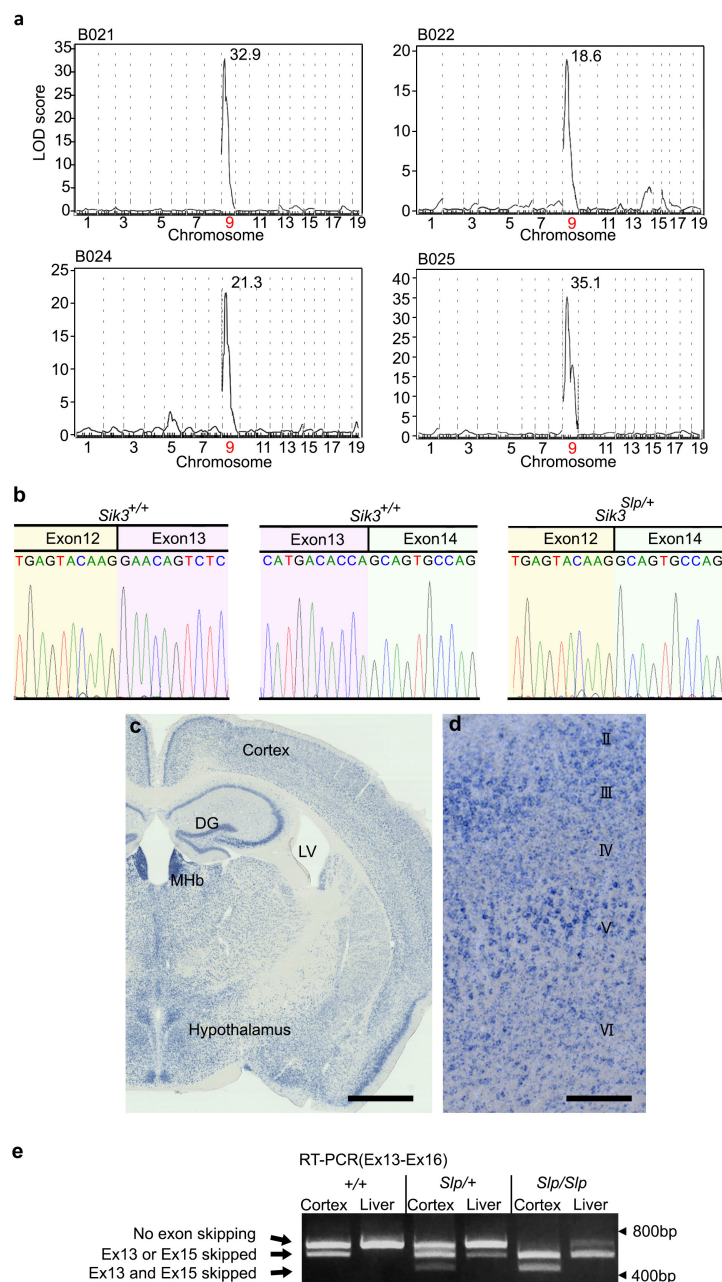 a
B021
32.9
LOD score
35
30
25
20
15
10
5
0
1 3 5 7 9 11 13 15 17 19
Chromosome
B022
18.6
20
15
10
5
0
1 3 5 7 9 11 13 15 17 19
Chromosome
B024
21.3
25
20
15
10
5
0
1 3 5 7 9 11 13 15 17 19
Chromosome
B025
35.1
40
35
30
25
20
15
10
5
0
1 3 5 7 9 11 13 15 17 19
Chromosome
b
Sik3+/+
Exon12 Exon13
TGAGTACAAGGAACAGTCTC
Sik3+/+
Exon13 Exon14
CATGACACCAGCAGTGCCAG
Sik3Slp/+
Exon12 Exon14
TGAGTACAAGGCAGTGCCAG
c
Cortex
DG
LV
MHb
Hypothalamus
d
II
III
IV
V
VI
e
RT-PCR(Ex13-Ex16)
+/+ Slp/+ Slp/Slp
Cortex Liver Cortex Liver Cortex Liver
No exon skipping
Ex13 or Ex15 skipped
Ex13 and Ex15 skipped
800bp
400bp